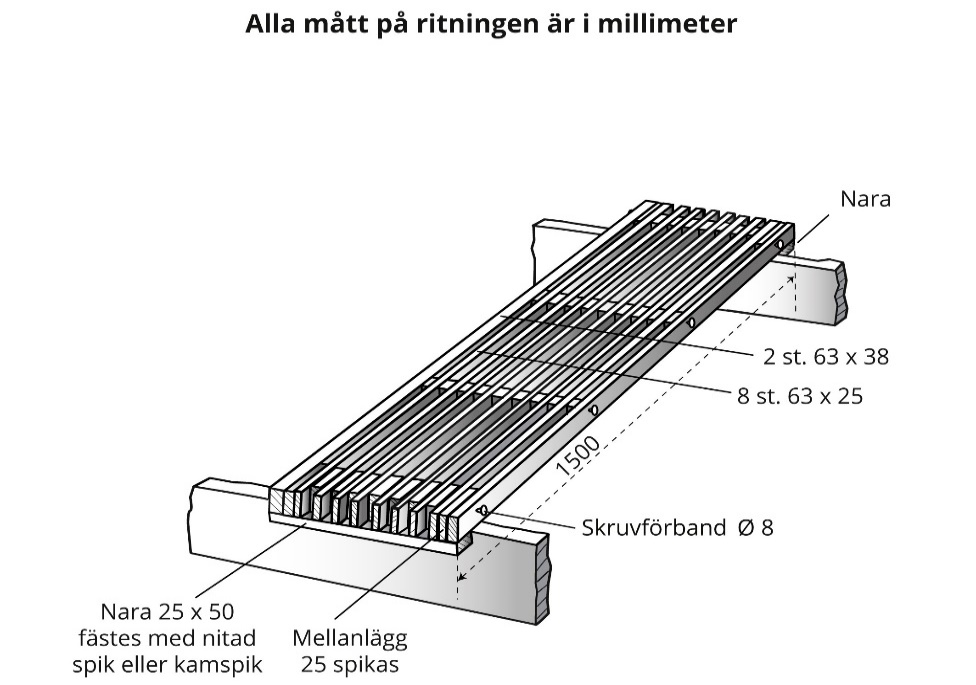 Alla mått på ritningen är i millimeter
Nara
2 st. 63 x 38
8 st. 63 x 25
1500
Skruvförband Ø 8
Nara 25 x 50
fästes med nitad
spik eller kamspik
Mellanlägg
25 spikas